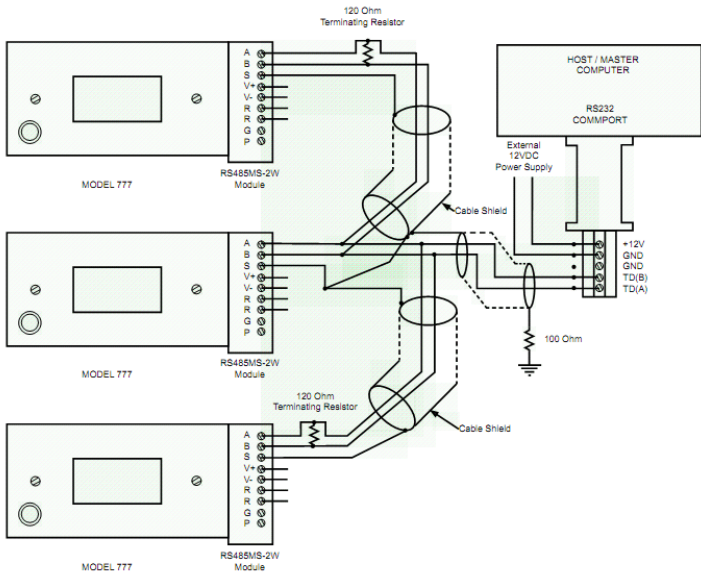 120 Ohm
Terminating Resistor
A
B
S
V+
V-
R
R
G
P
MODEL 777
RS485MS-2W
Module
HOST / MASTER
COMPUTER
RS232
COMMPORT
External
12VDC
Power Supply
Cable Shield
+12V
GND
GND
TD(B)
TD(A)
A
B
S
V+
V-
R
R
G
P
MODEL 777
RS485MS-2W
Module
100 Ohm
120 Ohm
Terminating Resistor
Cable Shield
A
B
S
V+
V-
R
R
G
P
MODEL 777
RS485MS-2W
Module